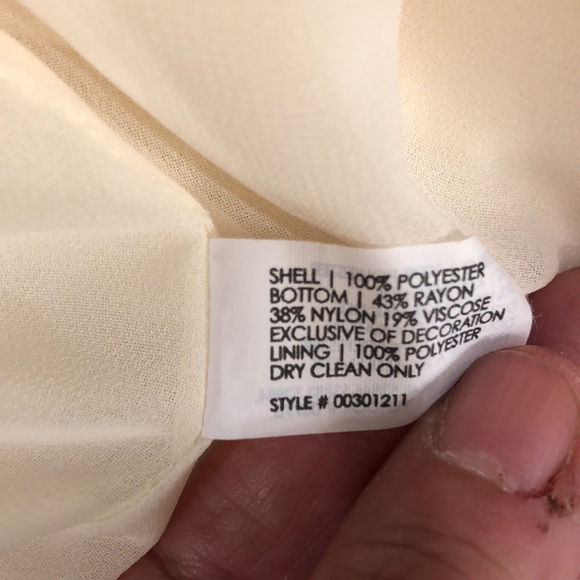 SHELL | 100% POLYESTER
BOTTOM | 43% RAYON
38% NYLON 19% VISCOSE
EXCLUSIVE OF DECORATION
LINING | 100% POLYESTER
DRY CLEAN ONLY
STYLE # 00301211